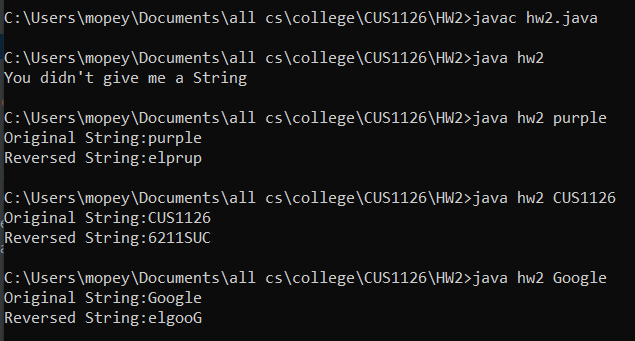 C:\Users\mopey\Documents\all cs\college\CUS1126\HW2>javac hw2.java
C:\Users\mopey\Documents\all cs\college\CUS1126\HW2>java hw2
You didn't give me a String
C:\Users\mopey\Documents\all cs\college\CUS1126\HW2>java hw2 purple
Original String:purple
Reversed String:elprup
C:\Users\mopey\Documents\all cs\college\CUS1126\HW2>java hw2 CUS1126
Original String:CUS1126
Reversed String:6211SUC
C:\Users\mopey\Documents\all cs\college\CUS1126\HW2>java hw2 Google
Original String:Google
Reversed String:elgooG